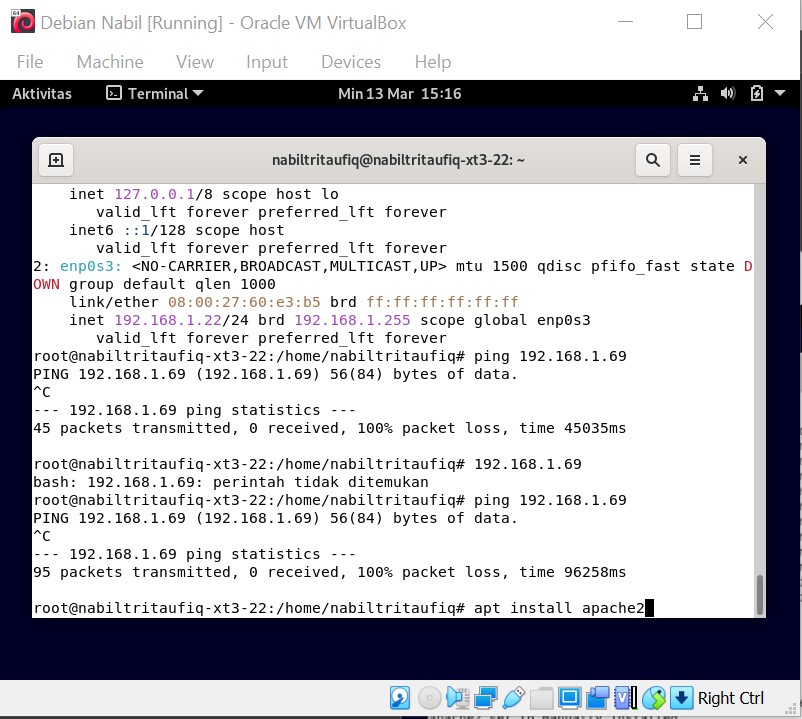 Debian Nabil [Running] - Oracle VM VirtualBox
File Machine View Input Devices Help
Aktivitas Terminal Min 13 Mar 15:16
nabiltritaufiq@nabiltritaufiq-xt3-22: ~
inet 127.0.0.1/8 scope host lo
valid_lft forever preferred_lft forever
inet6 ::1/128 scope host
valid_lft forever preferred_lft forever
2: enp0s3: <NO-CARRIER,BROADCAST,MULTICAST,UP> mtu 1500 qdisc pfifo_fast state D
OWN group default qlen 1000
link/ether 08:00:27:60:e3:b5 brd ff:ff:ff:ff:ff:ff
inet 192.168.1.22/24 brd 192.168.1.255 scope global enp0s3
valid_lft forever preferred_lft forever
root@nabiltritaufiq-xt3-22:/home/nabiltritaufiq# ping 192.168.1.69
PING 192.168.1.69 (192.168.1.69) 56(84) bytes of data.
^C
--- 192.168.1.69 ping statistics ---
45 packets transmitted, 0 received, 100% packet loss, time 45035ms
root@nabiltritaufiq-xt3-22:/home/nabiltritaufiq# 192.168.1.69
bash: 192.168.1.69: perintah tidak ditemukan
root@nabiltritaufiq-xt3-22:/home/nabiltritaufiq# ping 192.168.1.69
PING 192.168.1.69 (192.168.1.69) 56(84) bytes of data.
^C
--- 192.168.1.69 ping statistics ---
95 packets transmitted, 0 received, 100% packet loss, time 96258ms
root@nabiltritaufiq-xt3-22:/home/nabiltritaufiq# apt install apache2
Right Ctrl